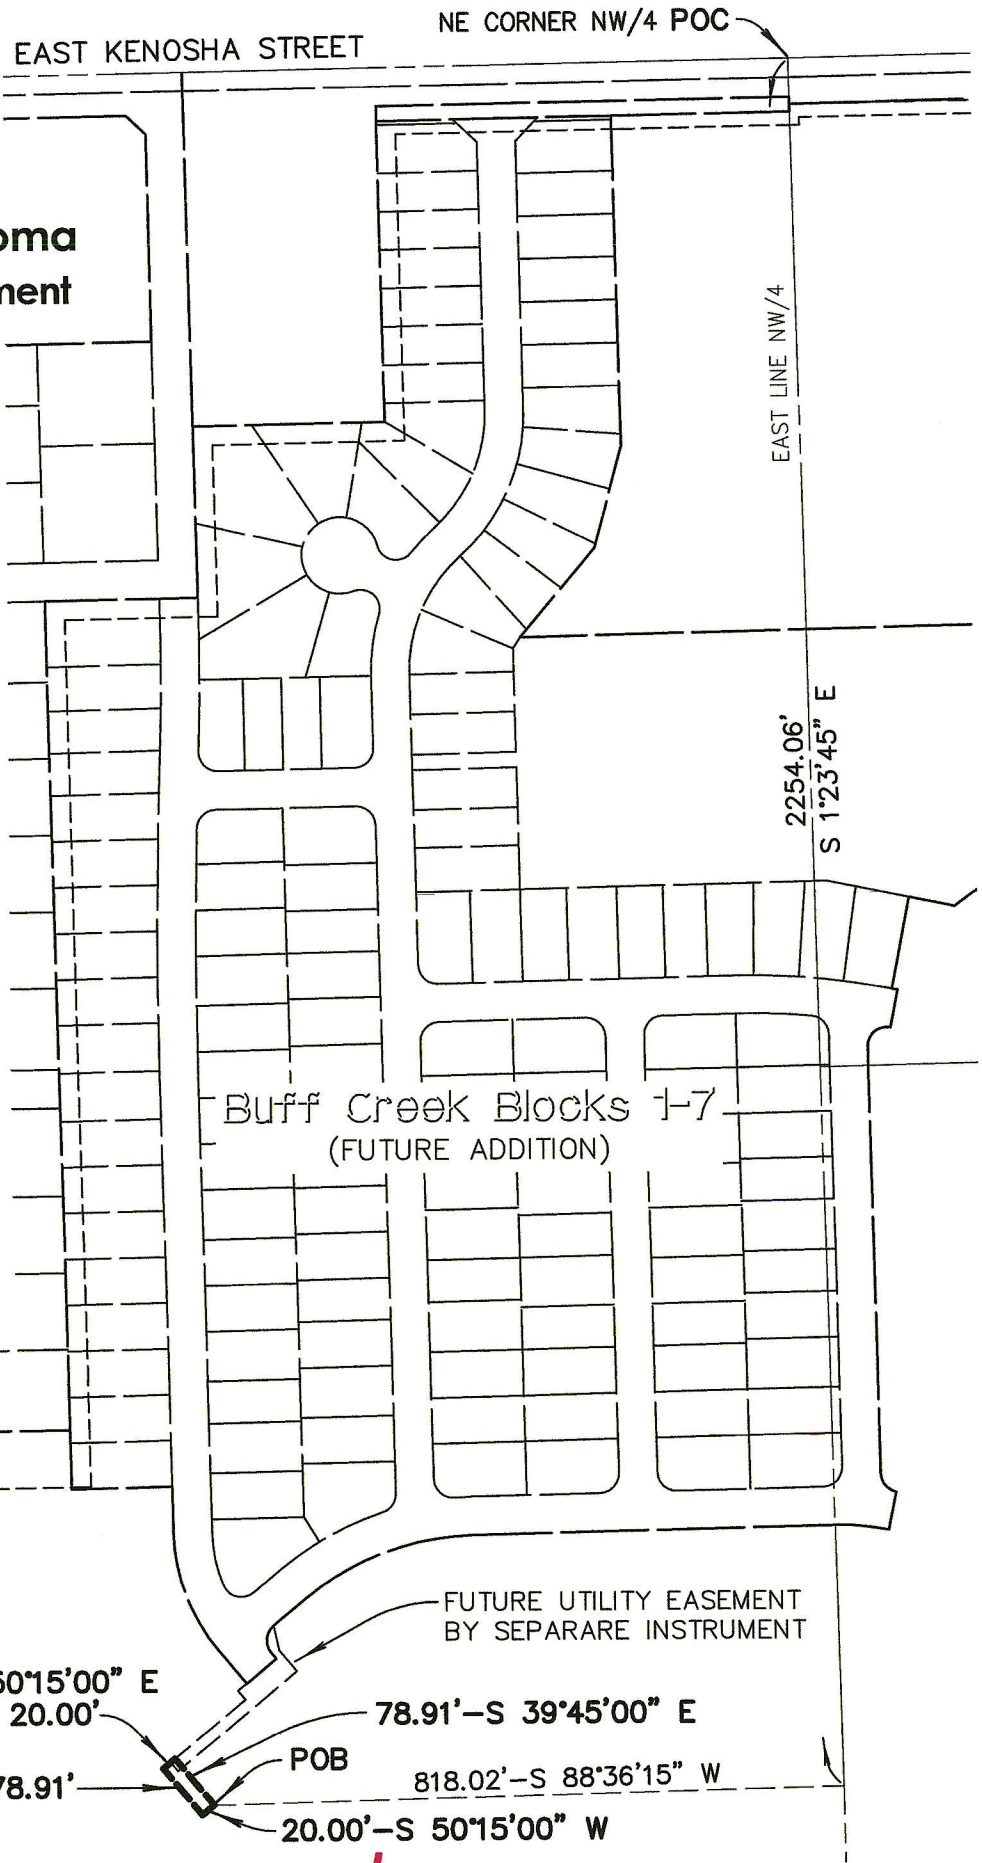 NE CORNER NW/4 POC
EAST KENOSHA STREET
oma
ment
EAST LINE NW/4
2254.06'
S 1°23'45" E
Buff Creek Blocks 1-7
(FUTURE ADDITION)
FUTURE UTILITY EASEMENT
BY SEPARARE INSTRUMENT
50°15'00" E
20.00'
78.91'-S 39°45'00" E
POB
78.91'
818.02'-S 88°36'15" W
20.00'-S 50°15'00" W